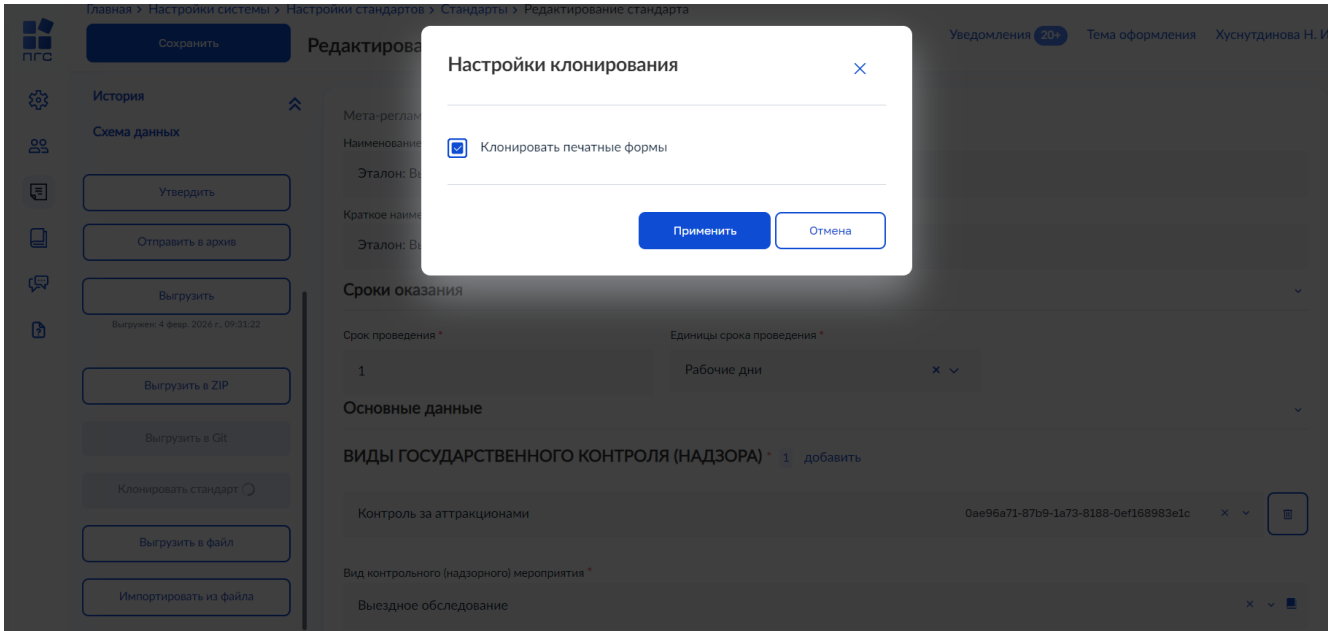 Главная > Настройки системы > Настройки стандартов > Стандарты > Редактирование стандарта
пгс
Сохранить
Редактирова
Уведомления 20+
Тема оформления
Хуснутдинова Н. И
История
Схема данных
Утвердить
Отправить в архив
Выгрузить
Выгружен: 4 февр. 2026 г., 09:31:22
Выгрузить в ZIP
Выгрузить в Git
Клонировать стандарт
Выгрузить в файл
Импортировать из файла
Настройки клонирования
Клонировать печатные формы
Применить
Отмена
Мета-реглам
Наименование
Эталон: Вы
Краткое наиме
Эталон: Вы
Сроки оказания
Срок проведения *
Единицы срока проведения *
1
Рабочие дни
Основные данные
ВИДЫ ГОСУДАРСТВЕННОГО КОНТРОЛЯ (НАДЗОРА) * 1 добавить
Контроль за аттракционами
0ae96a71-87b9-1a73-8188-0ef168983e1c
Вид контрольного (надзорного) мероприятия *
Выездное обследование